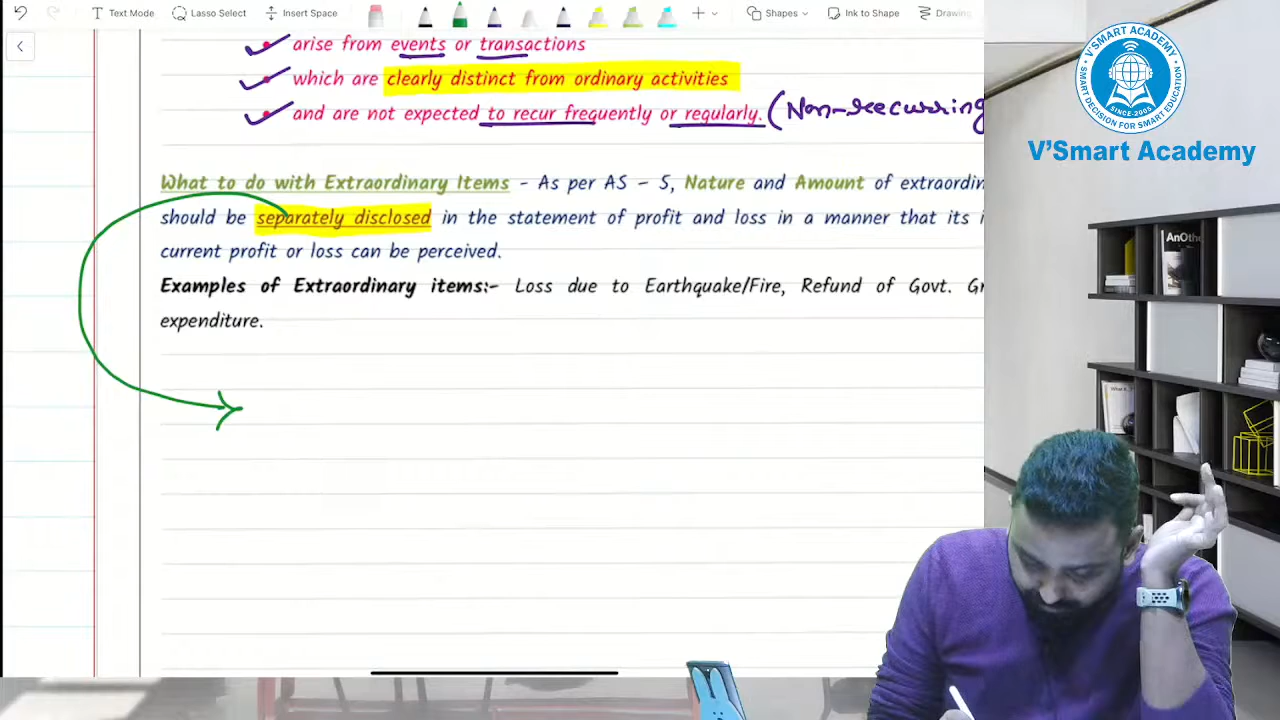 Text Mode Lasso Select Insert Space Shapes Ink to Shape Drawing
arise from events or transactions
which are clearly distinct from ordinary activities
and are not expected to recur frequently or regularly. (Non-recurring
What to do with Extraordinary Items - As per AS – 5, Nature and Amount of extraordin
should be separately disclosed in the statement of profit and loss in a manner that its i
current profit or loss can be perceived.
Examples of Extraordinary items:- Loss due to Earthquake/Fire, Refund of Govt. Gr
expenditure.
V'SMART ACADEMY
SMART DECISION FOR SMART EDUCATION
SINCE-2005
V'Smart Academy
AnOthe